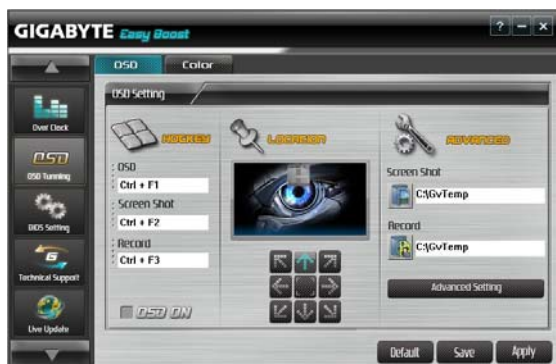 GIGABYTE Easy Boost
? – ×
OSD Color
OSD Setting
HOCKEY
LOCATION
ADVANCED
OSD
Ctrl + F1
Screen Shot
Ctrl + F2
Record
Ctrl + F3
OSD ON
Screen Shot
C:\GvTemp
Record
C:\GvTemp
Advanced Setting
Over Clock
OSD
OSD Tunning
BIOS Setting
Technical Support
Live Update
Default Save Apply